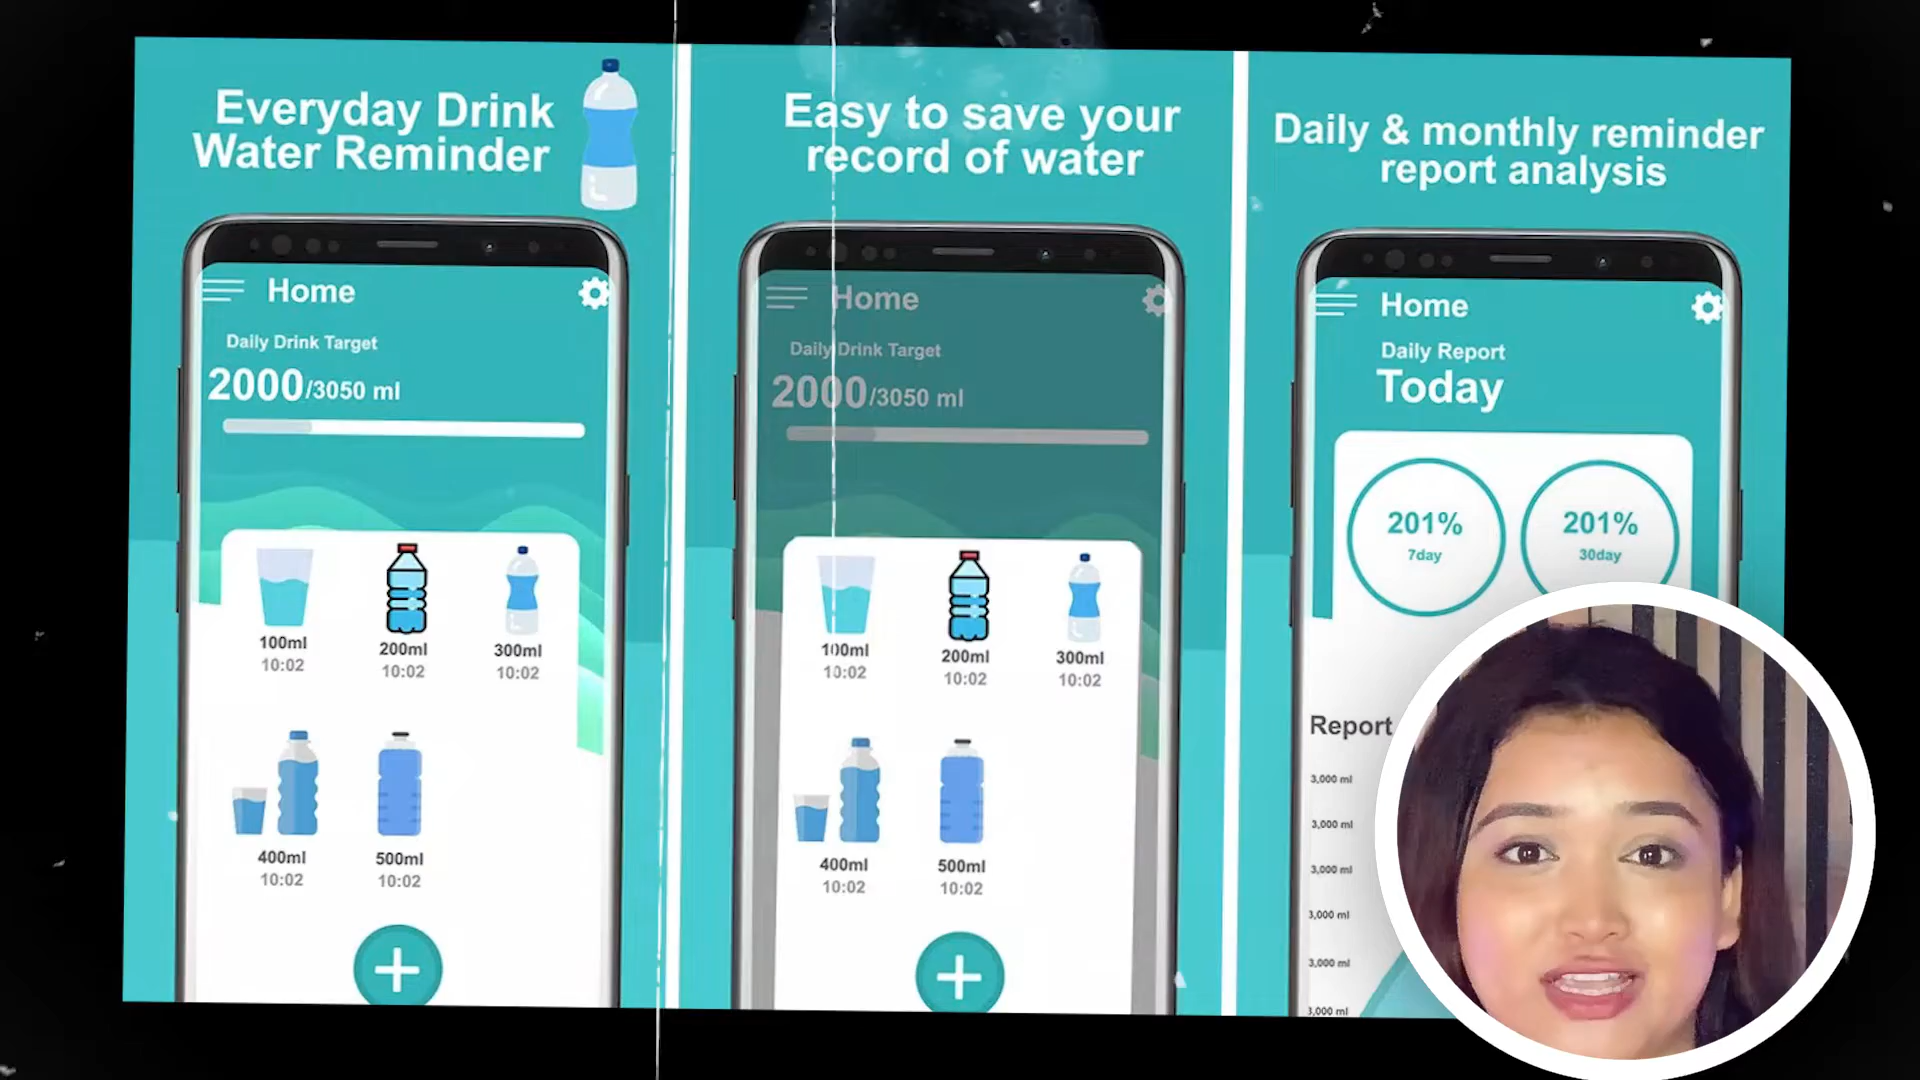 Everyday Drink
Water Reminder
Home
Daily Drink Target
2000/3050 ml
100ml
10:02
200ml
10:02
300ml
10:02
400ml
10:02
500ml
10:02
Easy to save your
record of water
Home
Daily Drink Target
2000/3050 ml
100ml
10:02
200ml
10:02
300ml
10:02
400ml
10:02
500ml
10:02
Daily & monthly reminder
report analysis
Home
Daily Report
Today
201%
7day
201%
30day
Report
3,000 ml
3,000 ml
3,000 ml
3,000 ml
3,000 ml
3,000 ml